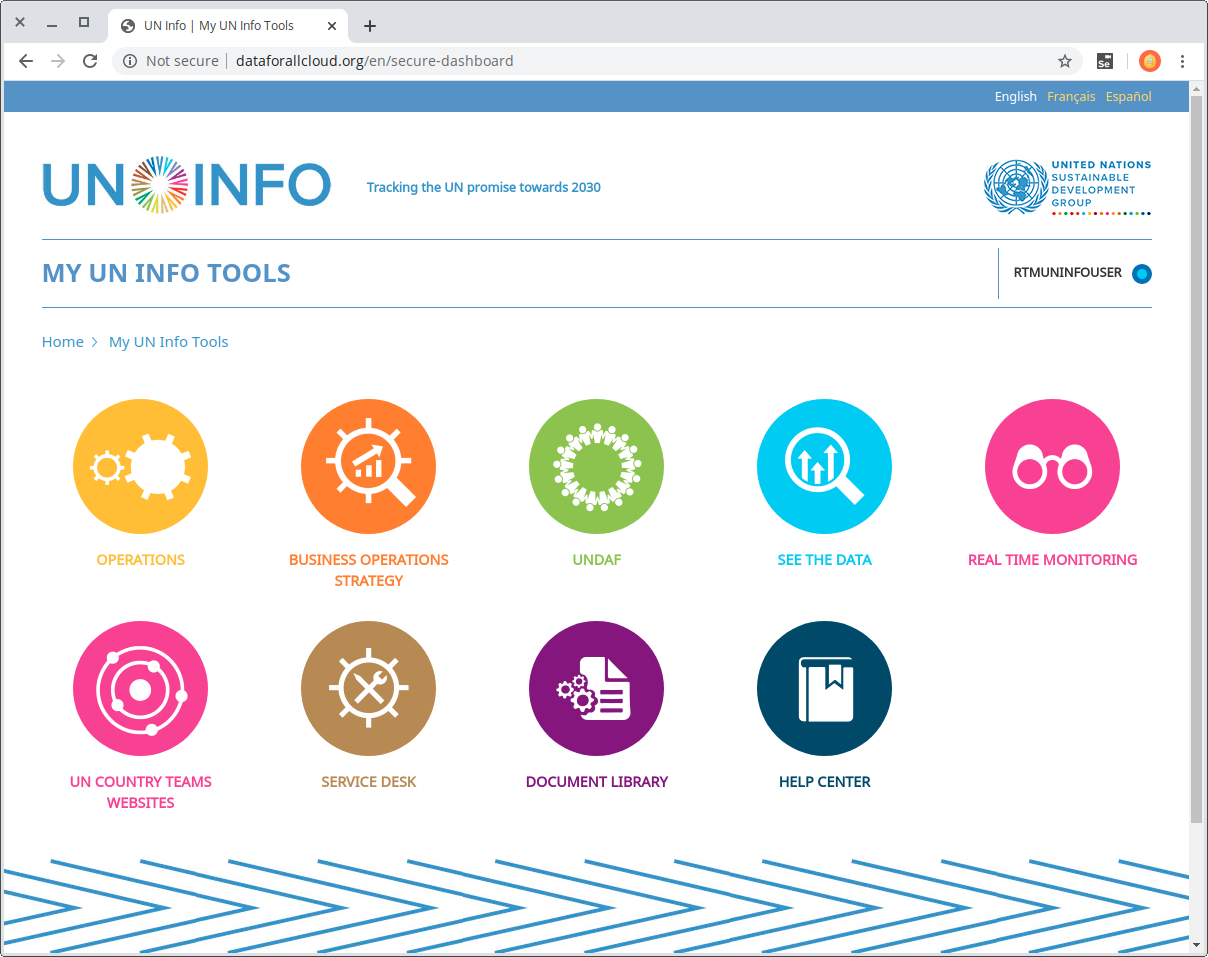 UN Info | My UN Info Tools
Not secure | dataforallcloud.org/en/secure-dashboard
Se
English Français Español
UN INFO
Tracking the UN promise towards 2030
UNITED NATIONS
SUSTAINABLE
DEVELOPMENT
GROUP
MY UN INFO TOOLS
RTMUNINFOUSER
Home > My UN Info Tools
OPERATIONS
BUSINESS OPERATIONS
STRATEGY
UNDAF
SEE THE DATA
REAL TIME MONITORING
UN COUNTRY TEAMS
WEBSITES
SERVICE DESK
DOCUMENT LIBRARY
HELP CENTER